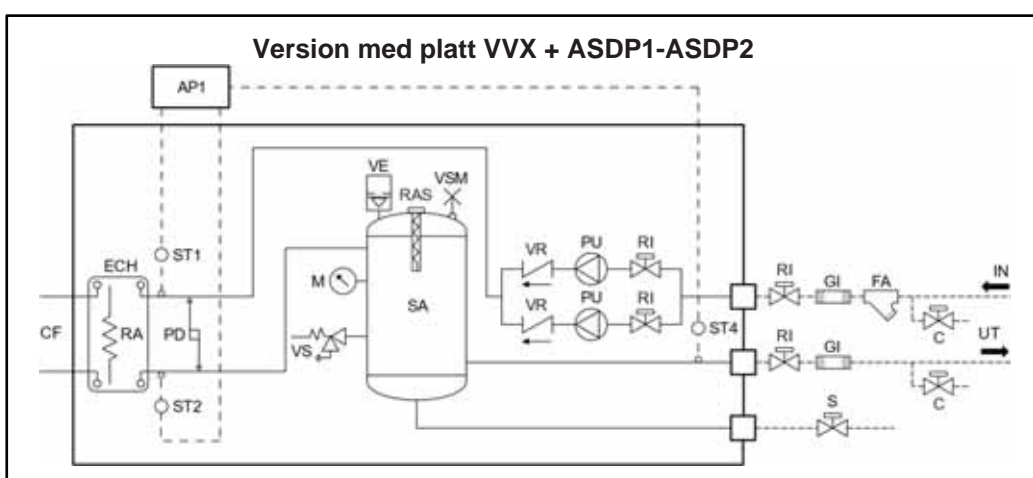 Version med platt VVX + ASDP1-ASDP2
AP1
VE
VSM
RAS
ST1
ECH
VR
PU
RI
RI
GI
FA
IN
M
SA
CF
RA
PD
VR
PU
RI
ST4
C
VS
RI
GI
UT
ST2
C
S